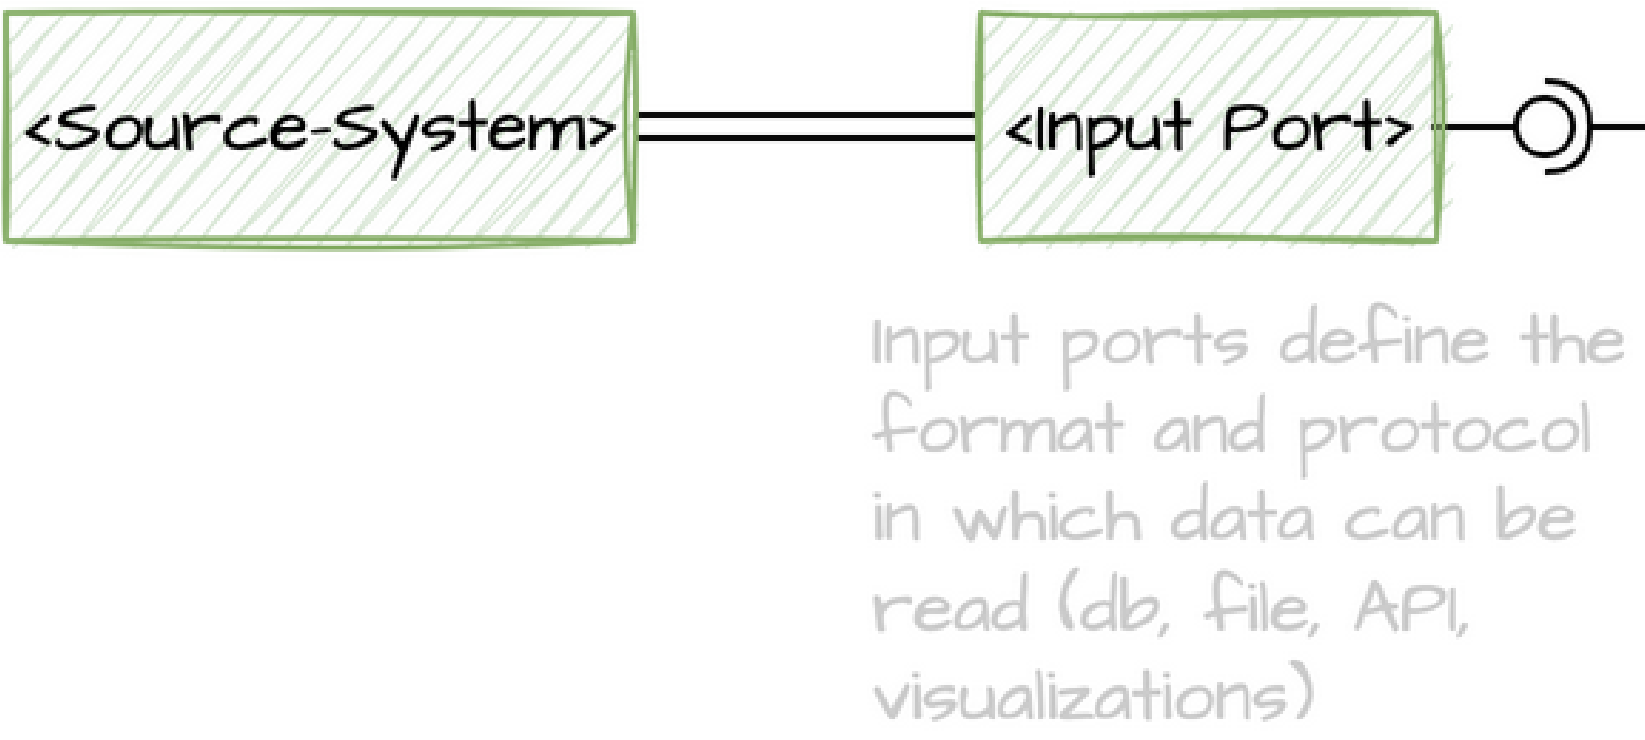 <Source-System>
<Input Port>
Input ports define the
format and protocol
in which data can be
read (db, file, API,
visualizations)